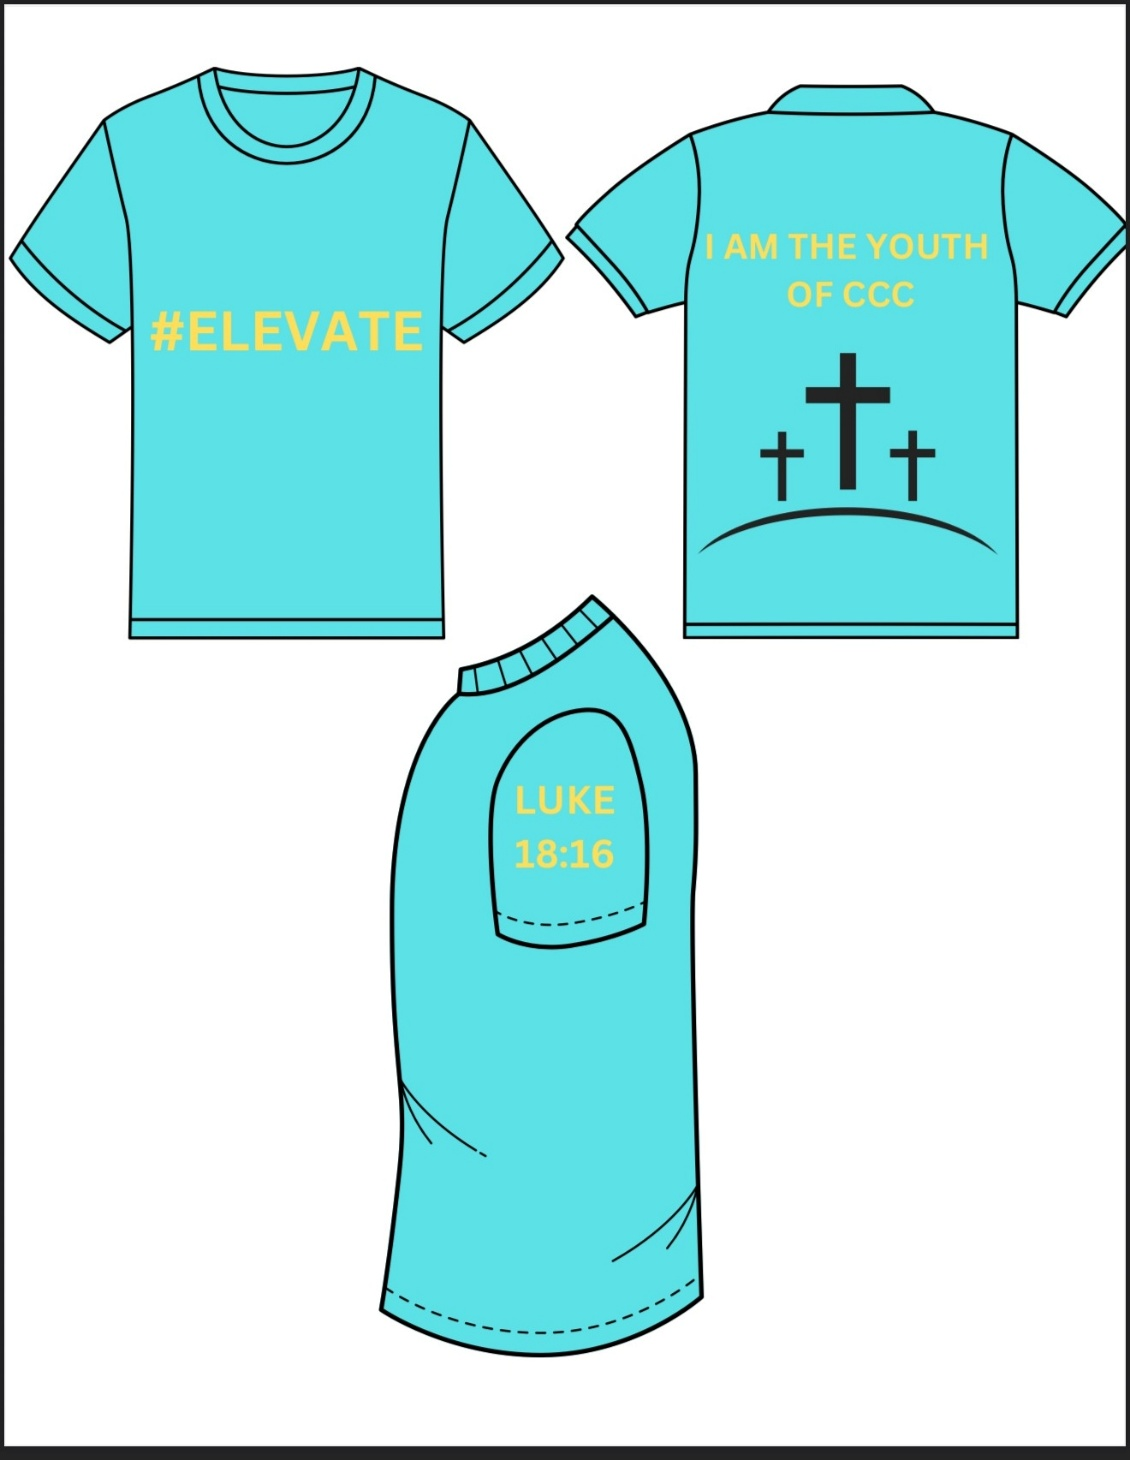 #ELEVATE
I AM THE YOUTH
OF CCC
LUKE
18:16